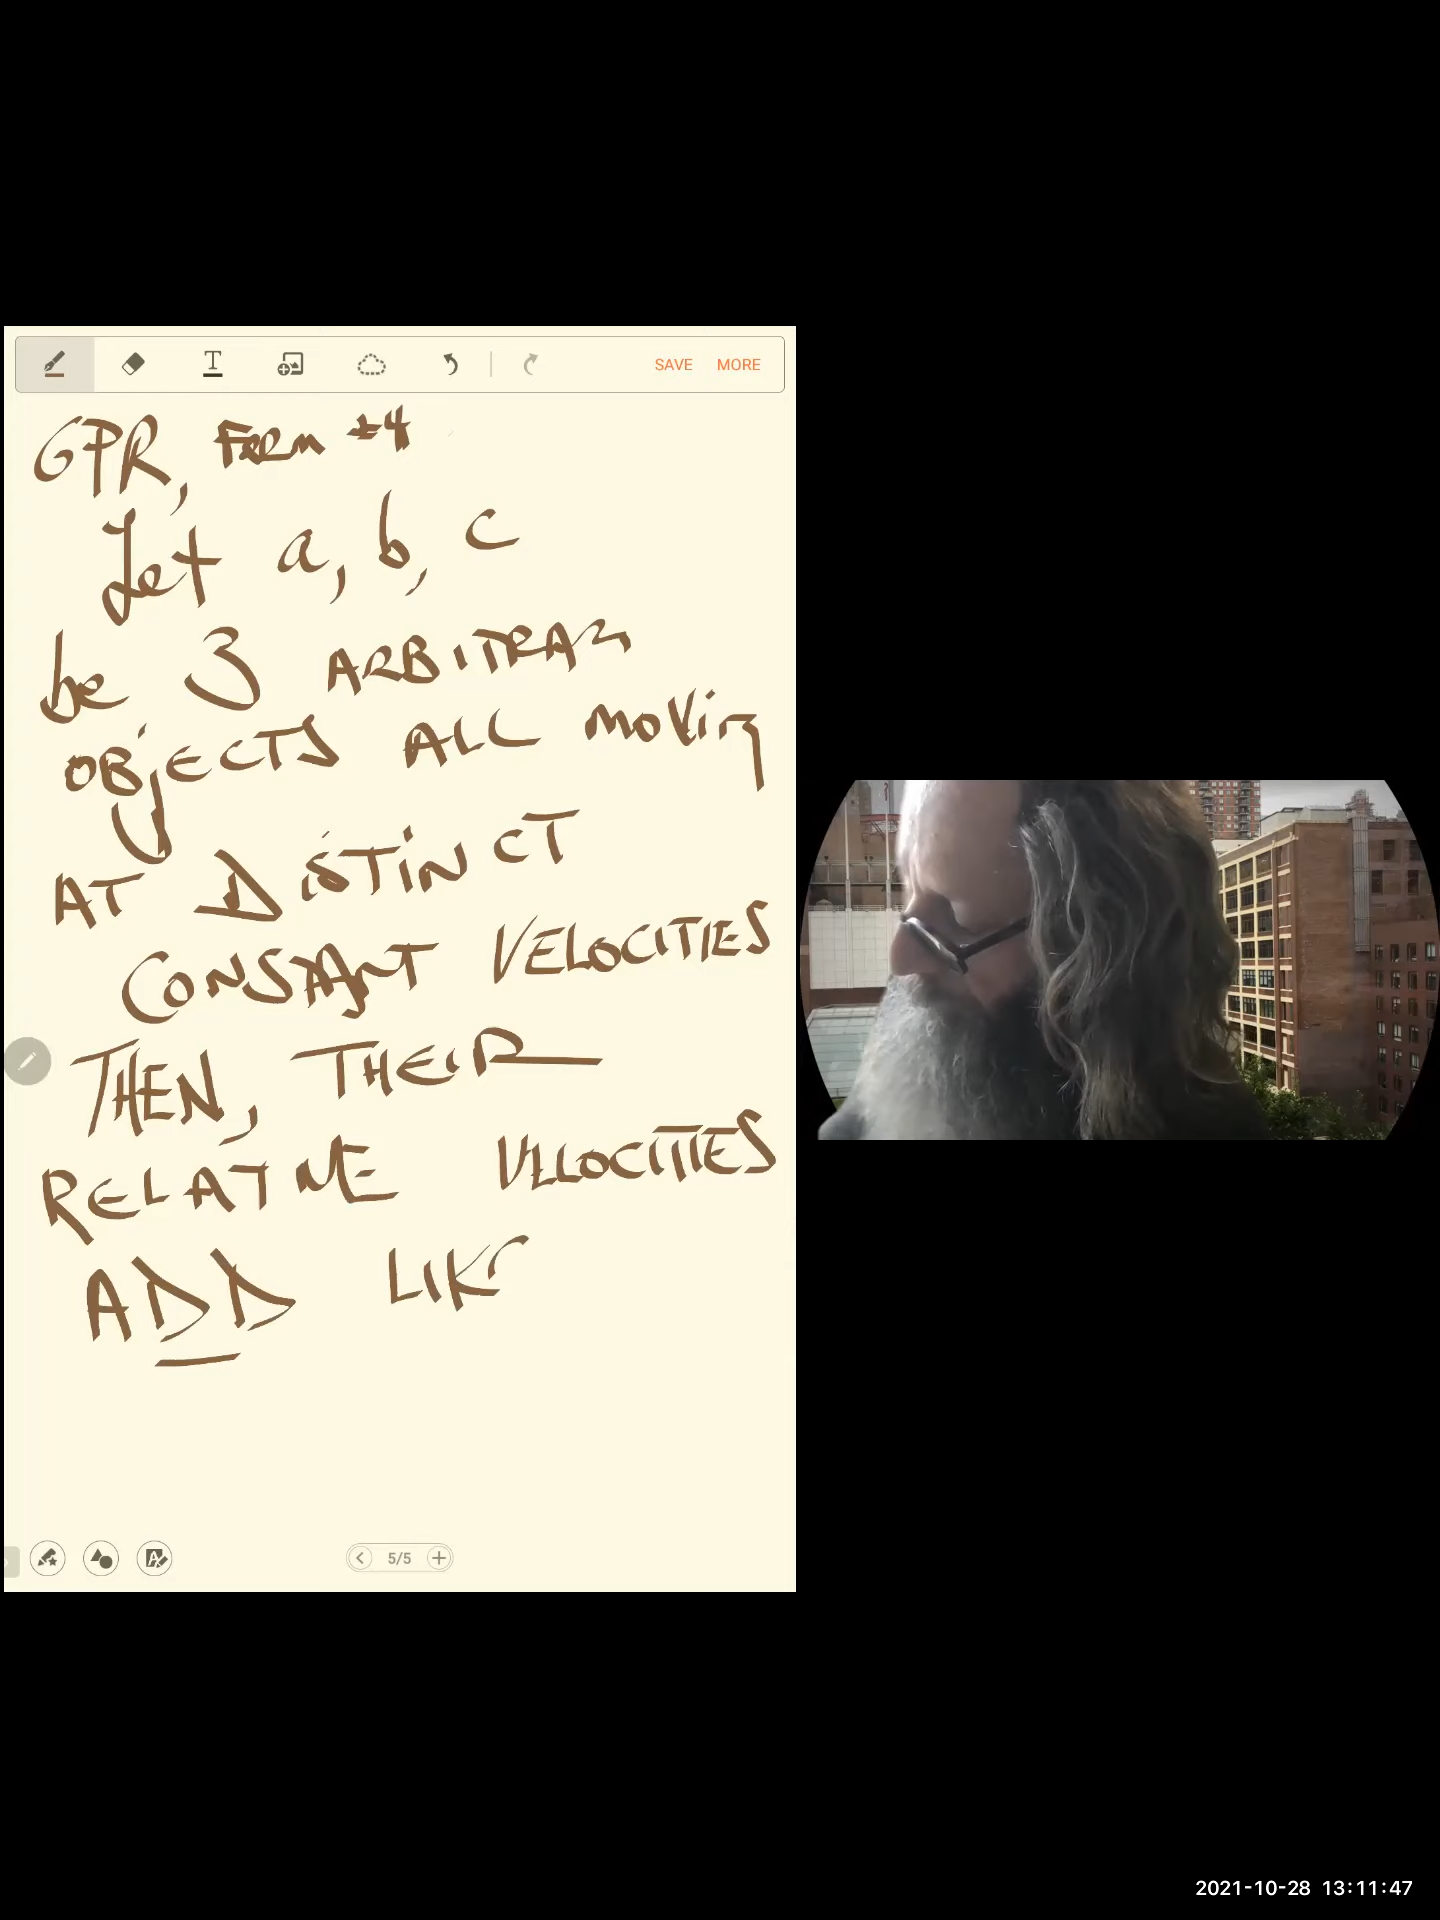 SAVE MORE
GPR, Form #4
Let a, b, c
be 3 ARBITRARY
OBJECTS ALL moving
AT DISTINCT
CONSTANT VELOCITIES
THEN, THEIR
RELATIVE VELOCITIES
ADD LIKE
5/5
2021-10-28 13:11:47